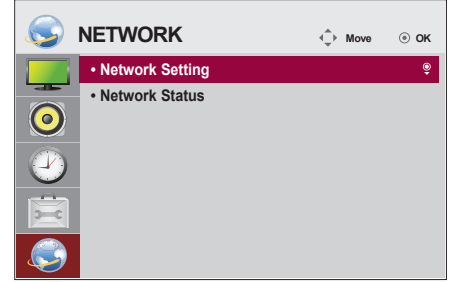 NETWORK
Move
OK
• Network Setting
• Network Status